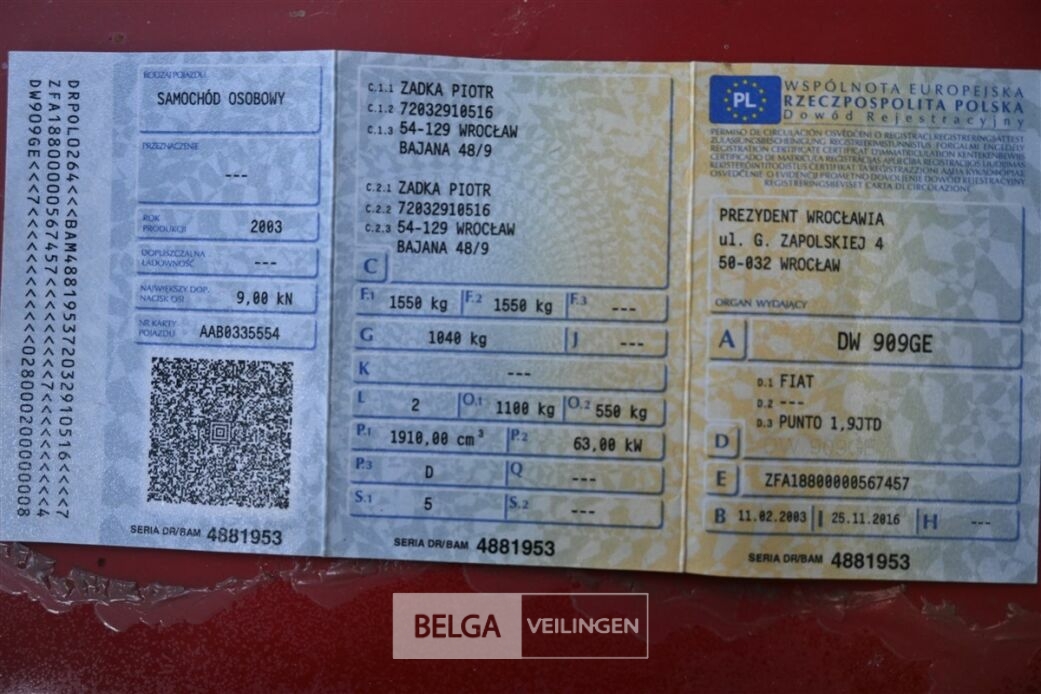 DRPOLO264<<BAM4881953720329105​16<<<<7
ZFA18800000567457<<<<<<<<7<<<<<<4
DW909GE<<7<<<<<<<<<<0280002000000​08
RODZAJ POJAZDU
SAMOCHÓD OSOBOWY
PRZEZNACZENIE
---
ROK PRODUKCJI
2003
DOPUSZCZALNA ŁADOWNOŚĆ
---
NAJWIĘKSZY DOP. NACISK OSI
9,00 kN
NR KARTY POJAZDU
AAB0335554
SERIA DR/BAM 4881953
C.1.1 ZADKA PIOTR
C.1.2 72032910516
C.1.3 54-129 WROCŁAW
BAJANA 48/9
C.2.1 ZADKA PIOTR
C.2.2 72032910516
C.2.3 54-129 WROCŁAW
BAJANA 48/9
C
F.1 1550 kg F.2 1550 kg F.3 ---
G 1040 kg J ---
K ---
L 2 O.1 1100 kg O.2 550 kg
P.1 1910,00 cm³ P.2 63,00 kW
P.3 D Q ---
S.1 5 S.2 ---
SERIA DR/BAM 4881953
PL
WSPÓLNOTA EUROPEJSKA
RZECZPOSPOLITA POLSKA
Dowód Rejestracyjny
PREZYDENT WROCŁAWIA
ul. G. ZAPOLSKIEJ 4
50-032 WROCŁAW
ORGAN WYDAJĄCY
A DW 909GE
D.1 FIAT
D.2 ---
D.3 PUNTO 1,9JTD
D
E ZFA18800000567457
B 11.02.2003 I 25.11.2016 H ---
SERIA DR/BAM 4881953
BELGA VEILINGEN